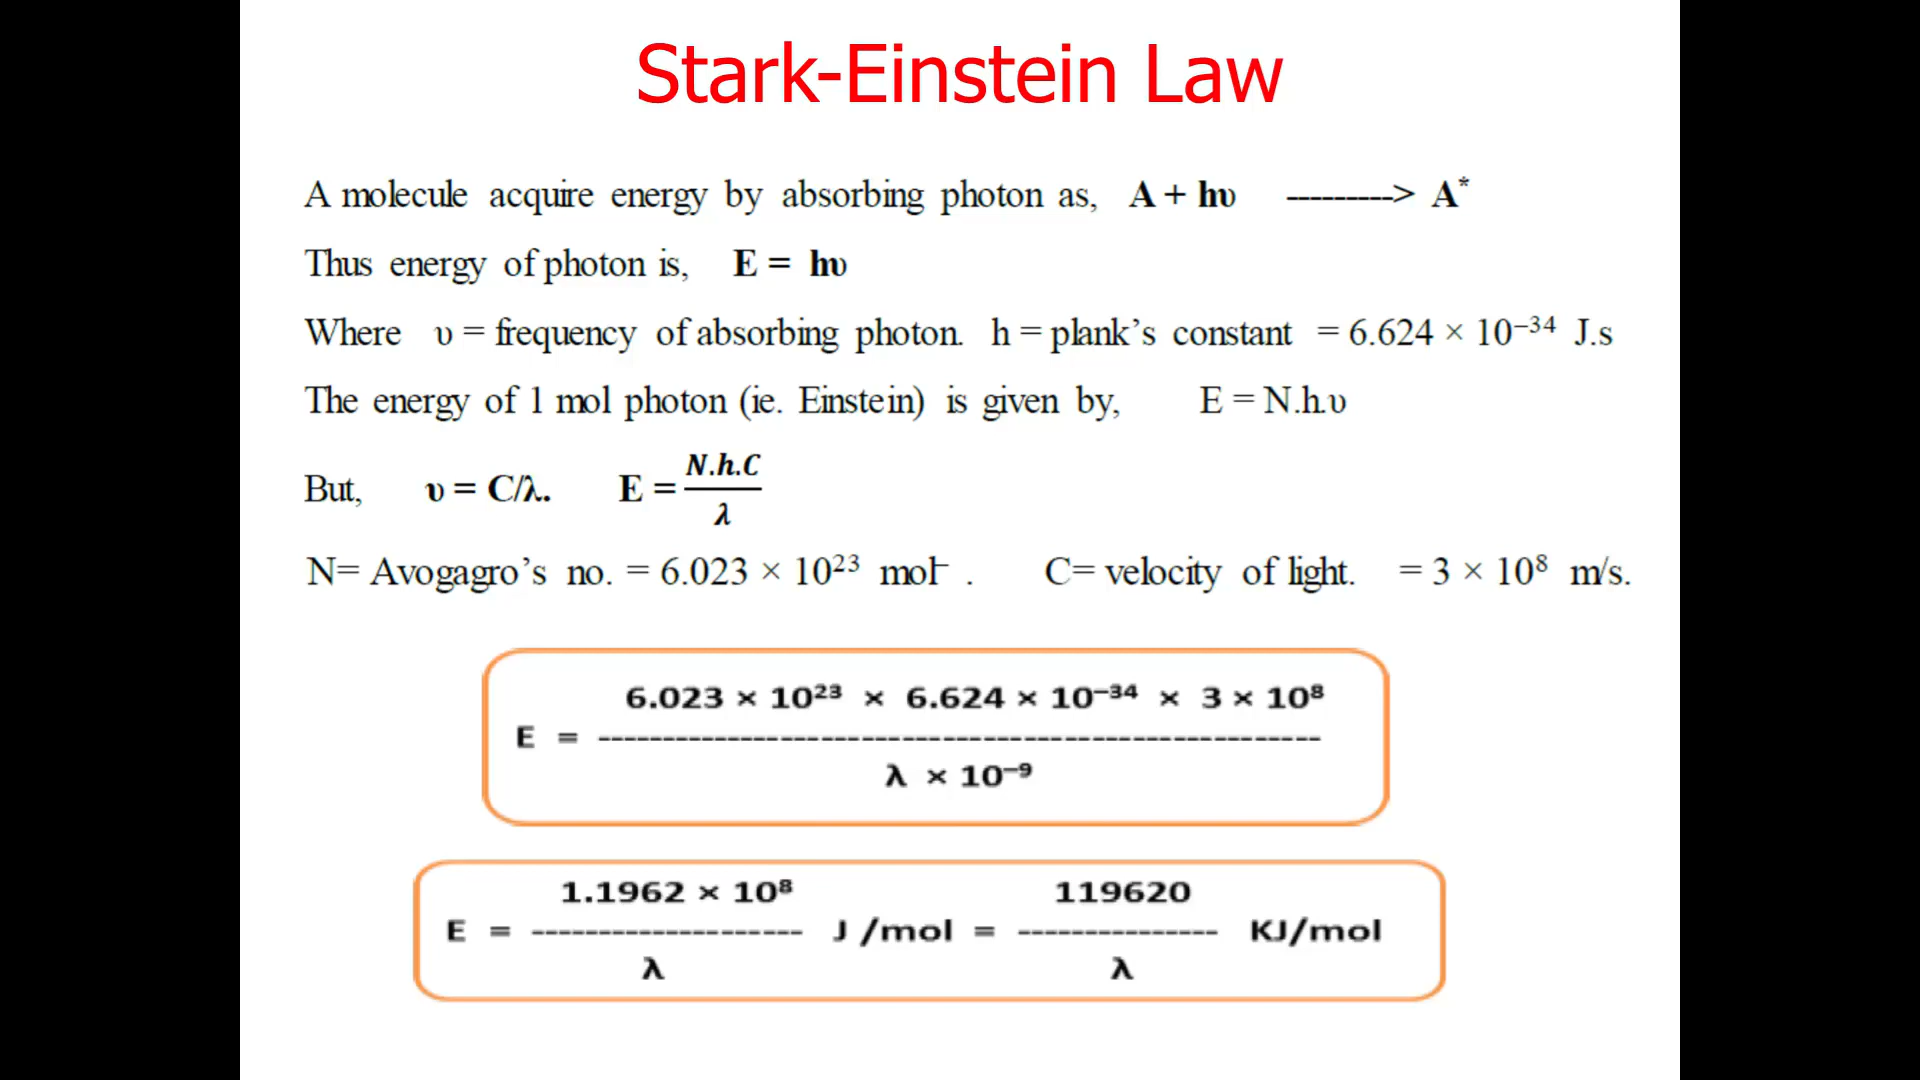 Stark-Einstein Law
A molecule acquire energy by absorbing photon as, A + hυ ---------> A*
Thus energy of photon is, E = hυ
Where υ = frequency of absorbing photon. h = plank’s constant = 6.624 × 10⁻³⁴ J.s
The energy of 1 mol photon (ie. Einstein) is given by, E = N.h.υ
But, υ = C/λ. E = N.h.C / λ
N= Avogagro’s no. = 6.023 × 10²³ mol⁻ . C= velocity of light. = 3 × 10⁸ m/s.
6.023 × 10²³ × 6.624 × 10⁻³⁴ × 3 × 10⁸
E = --------------------------------------------------------
λ × 10⁻⁹
1.1962 × 10⁸ 119620
E = -------------------- J /mol = --------------- KJ/mol
λ λ